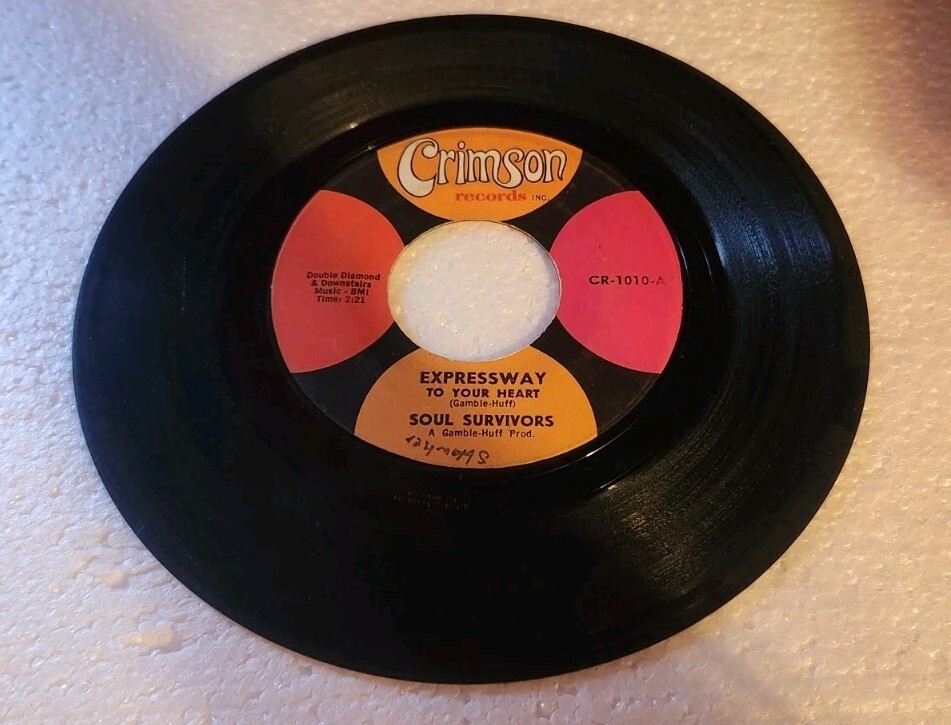 Crimson
records INC.
Double Diamond
& Downstairs
Music - BMI
Time: 2:21
CR-1010-A
EXPRESSWAY
TO YOUR HEART
(Gamble-Huff)
SOUL SURVIVORS
A Gamble-Huff Prod.